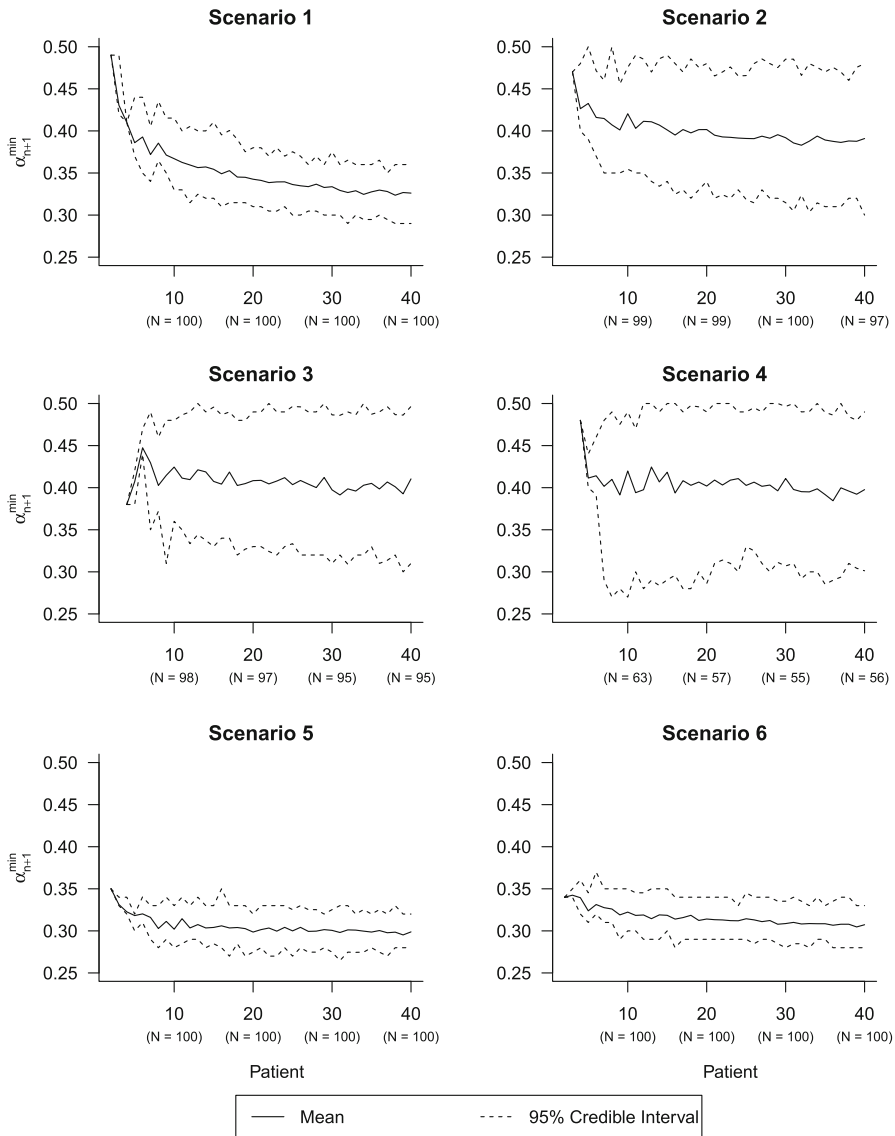 Scenario 1
Scenario 2
0.50
0.45
0.40
0.35
0.30
0.25
α min n+1
10
20
30
40
(N = 100)
(N = 100)
(N = 100)
(N = 100)
0.50
0.45
0.40
0.35
0.30
0.25
10
20
30
40
(N = 99)
(N = 99)
(N = 100)
(N = 97)
Scenario 3
Scenario 4
0.50
0.45
0.40
0.35
0.30
0.25
α min n+1
10
20
30
40
(N = 98)
(N = 97)
(N = 95)
(N = 95)
0.50
0.45
0.40
0.35
0.30
0.25
10
20
30
40
(N = 63)
(N = 57)
(N = 55)
(N = 56)
Scenario 5
Scenario 6
0.50
0.45
0.40
0.35
0.30
0.25
α min n+1
10
20
30
40
(N = 100)
(N = 100)
(N = 100)
(N = 100)
Patient
0.50
0.45
0.40
0.35
0.30
0.25
10
20
30
40
(N = 100)
(N = 100)
(N = 100)
(N = 100)
Patient
Mean
95% Credible Interval